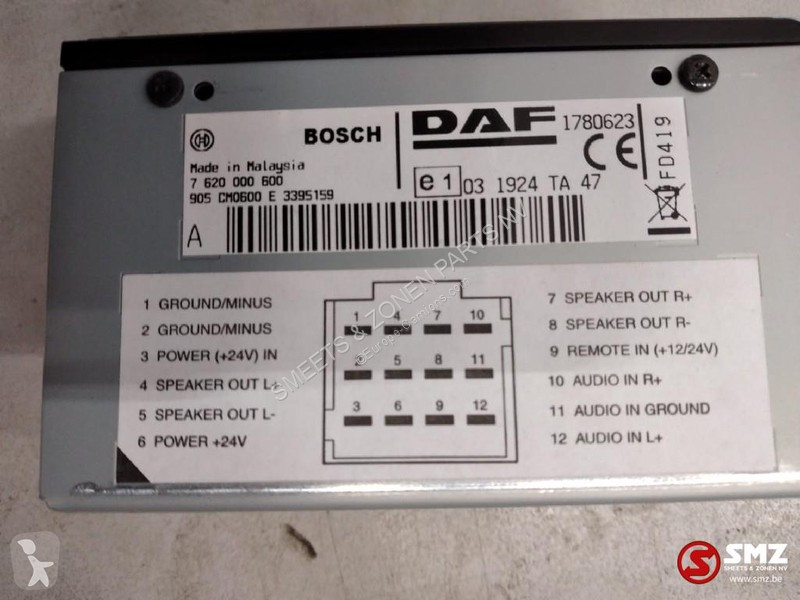 BOSCH
Made in Malaysia
7 620 000 600
905 CM0600 E 3395159
A
DAF 1780623
e1 03 1924 TA 47
CE
FD419
1 GROUND/MINUS
2 GROUND/MINUS
3 POWER (+24V) IN
4 SPEAKER OUT L+
5 SPEAKER OUT L-
6 POWER +24V
1 4 7 10
2 5 8 11
3 6 9 12
7 SPEAKER OUT R+
8 SPEAKER OUT R-
9 REMOTE IN (+12/24V)
10 AUDIO IN R+
11 AUDIO IN GROUND
12 AUDIO IN L+
SMEETS & ZONEN PARTS NV
SMZ
SMEETS & ZONEN NV
www.smz.be